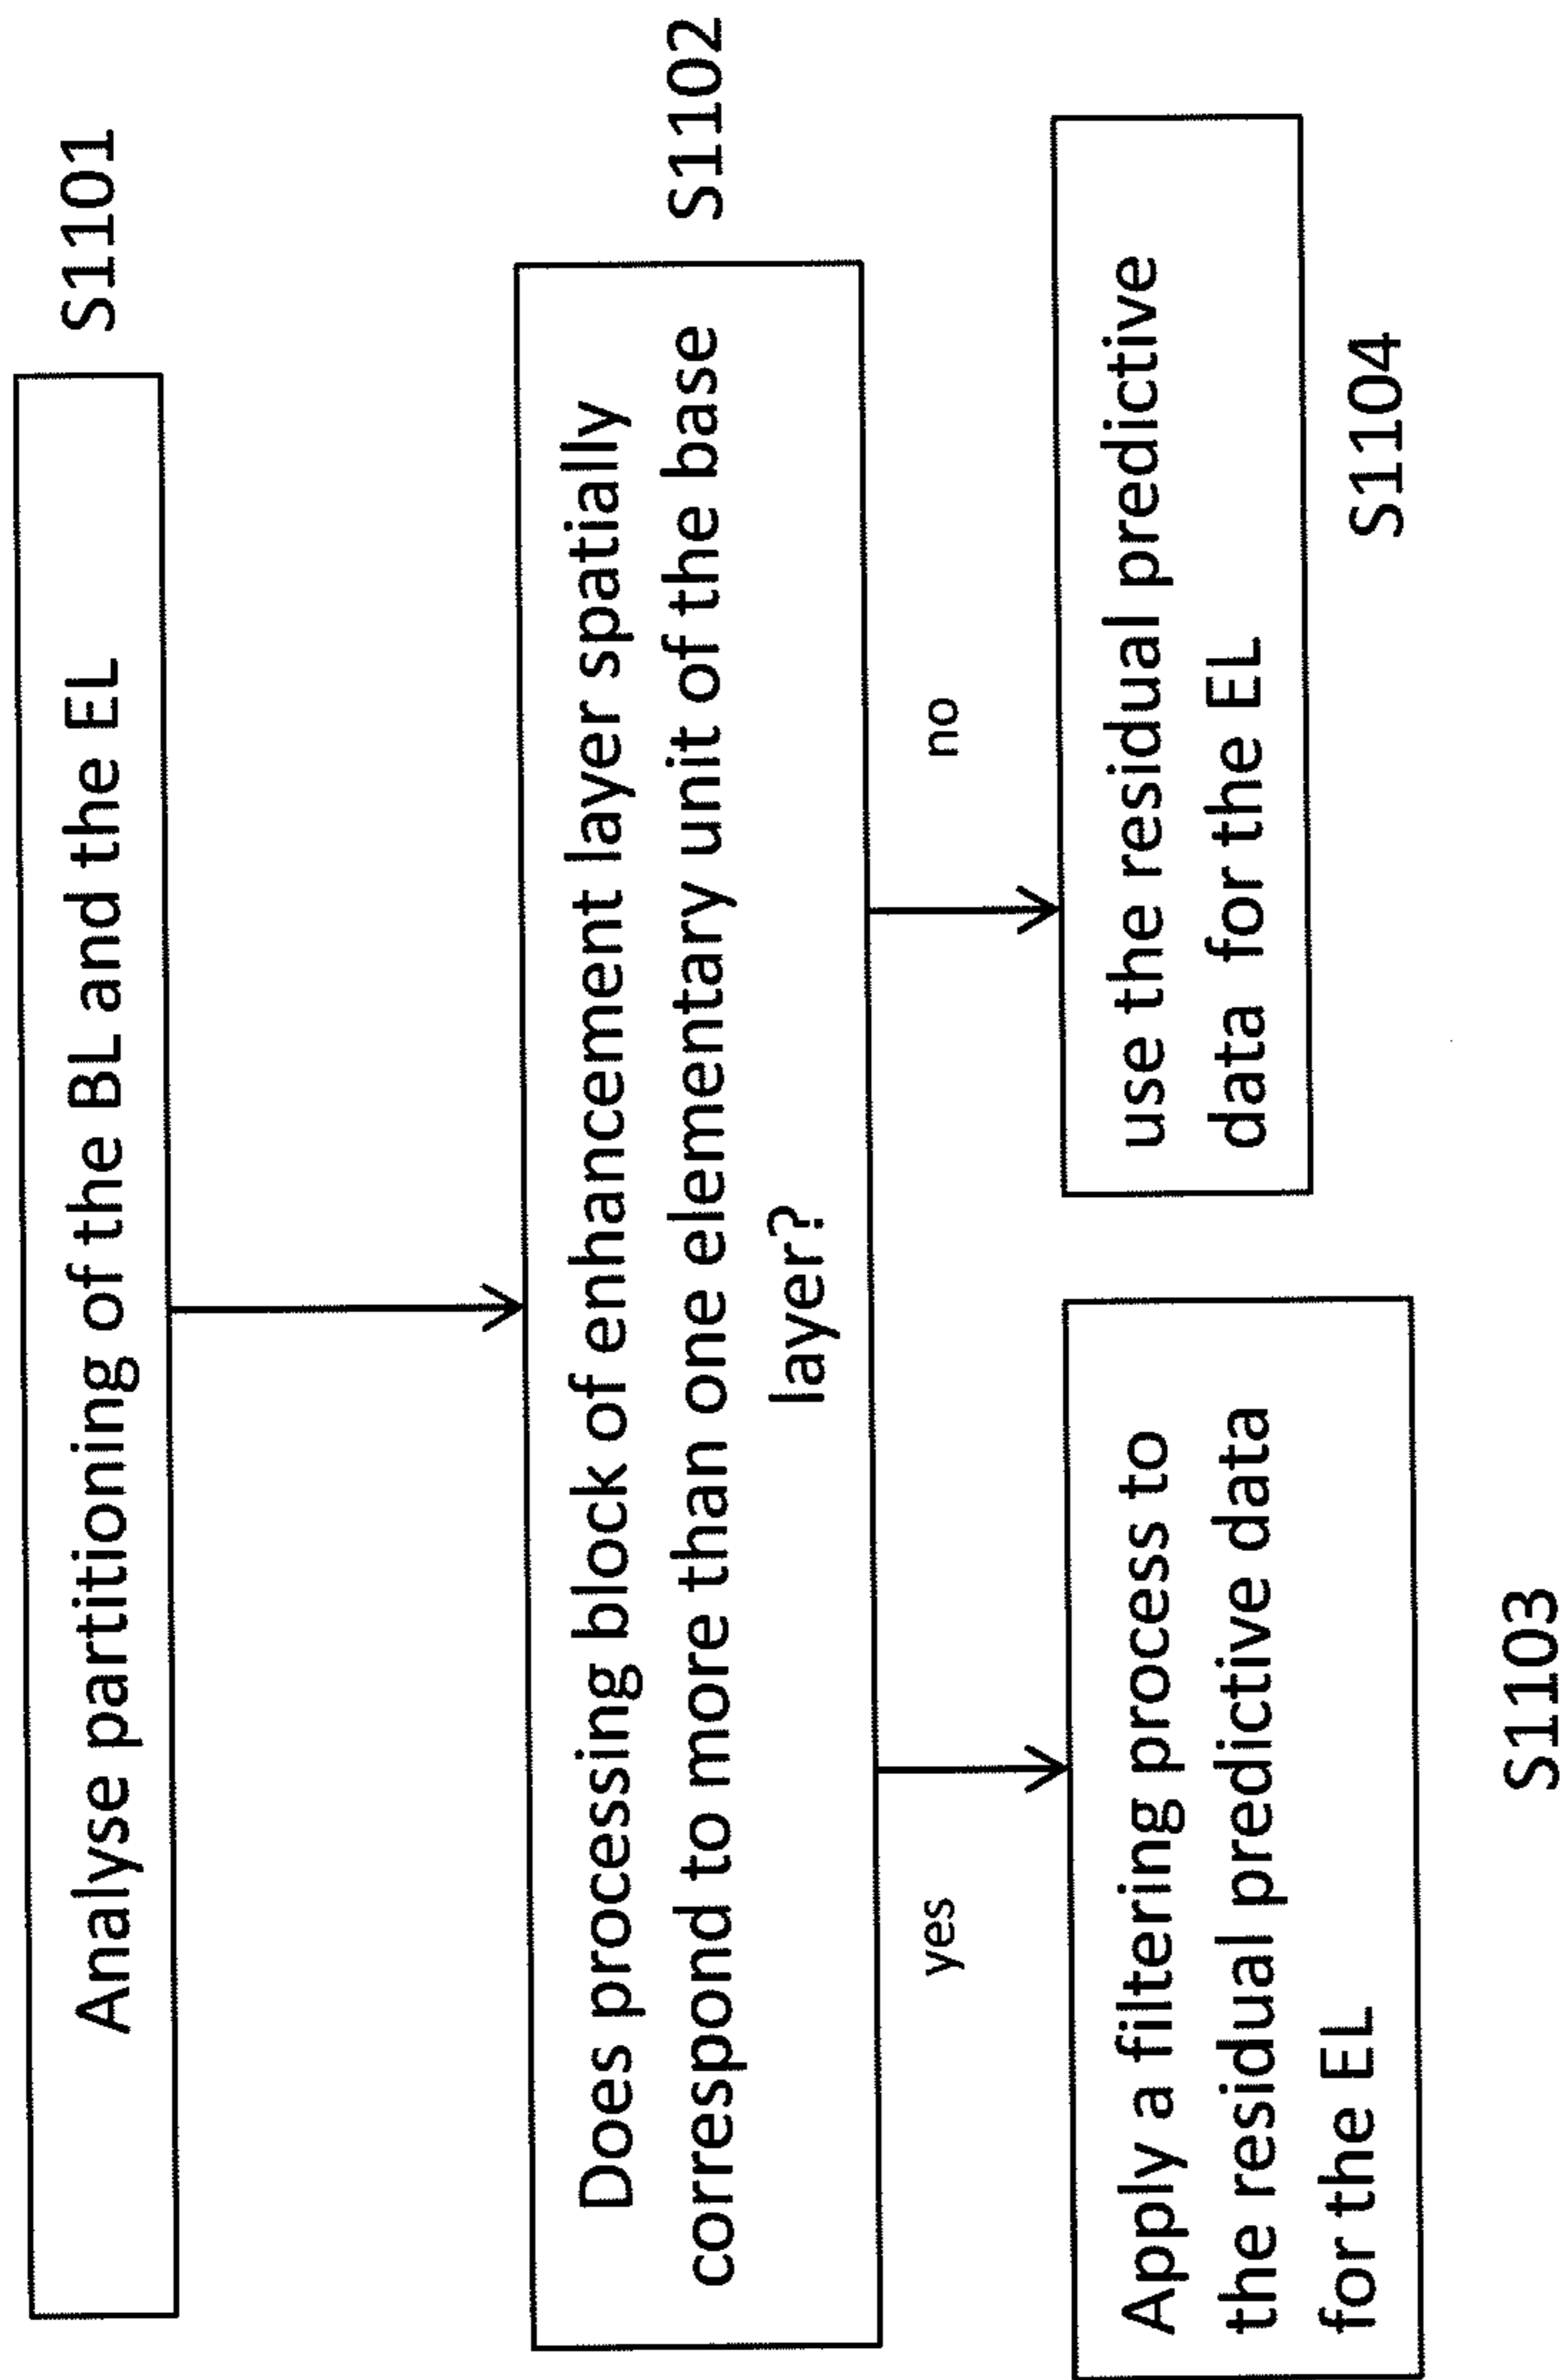 Analyse partitioning of the BL and the EL
S1101
Does processing block of enhancement layer spatially
correspond to more than one elementary unit of the base
layer?
S1102
yes
no
Apply a filtering process to
the residual predictive data
for the EL
S1103
use the residual predictive
data for the EL
S1104